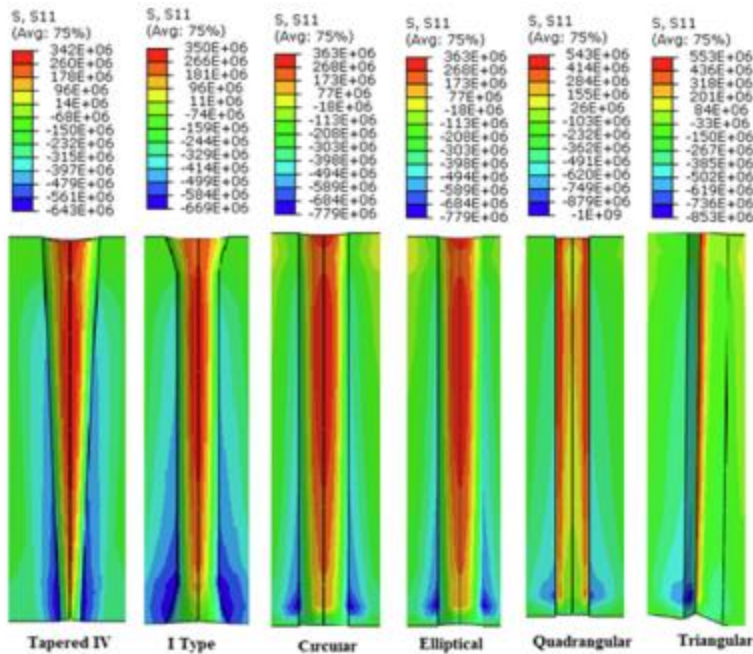 S, S11
(Avg: 75%)
342E+06
260E+06
178E+06
96E+06
14E+06
-68E+06
-150E+06
-232E+06
-315E+06
-397E+06
-479E+06
-561E+06
-643E+06
S, S11
(Avg: 75%)
350E+06
266E+06
181E+06
96E+06
11E+06
-74E+06
-159E+06
-244E+06
-329E+06
-414E+06
-499E+06
-584E+06
-669E+06
S, S11
(Avg: 75%)
363E+06
268E+06
173E+06
77E+06
-18E+06
-113E+06
-208E+06
-303E+06
-398E+06
-494E+06
-589E+06
-684E+06
-779E+06
S, S11
(Avg: 75%)
363E+06
268E+06
173E+06
77E+06
-18E+06
-113E+06
-208E+06
-303E+06
-398E+06
-494E+06
-589E+06
-684E+06
-779E+06
S, S11
(Avg: 75%)
543E+06
414E+06
284E+06
155E+06
26E+06
-103E+06
-232E+06
-362E+06
-491E+06
-620E+06
-749E+06
-879E+06
-1E+09
S, S11
(Avg: 75%)
553E+06
436E+06
318E+06
201E+06
84E+06
-33E+06
-150E+06
-267E+06
-385E+06
-502E+06
-619E+06
-736E+06
-853E+06
Tapered IV
I Type
Circular
Elliptical
Quadrangular
Triangular